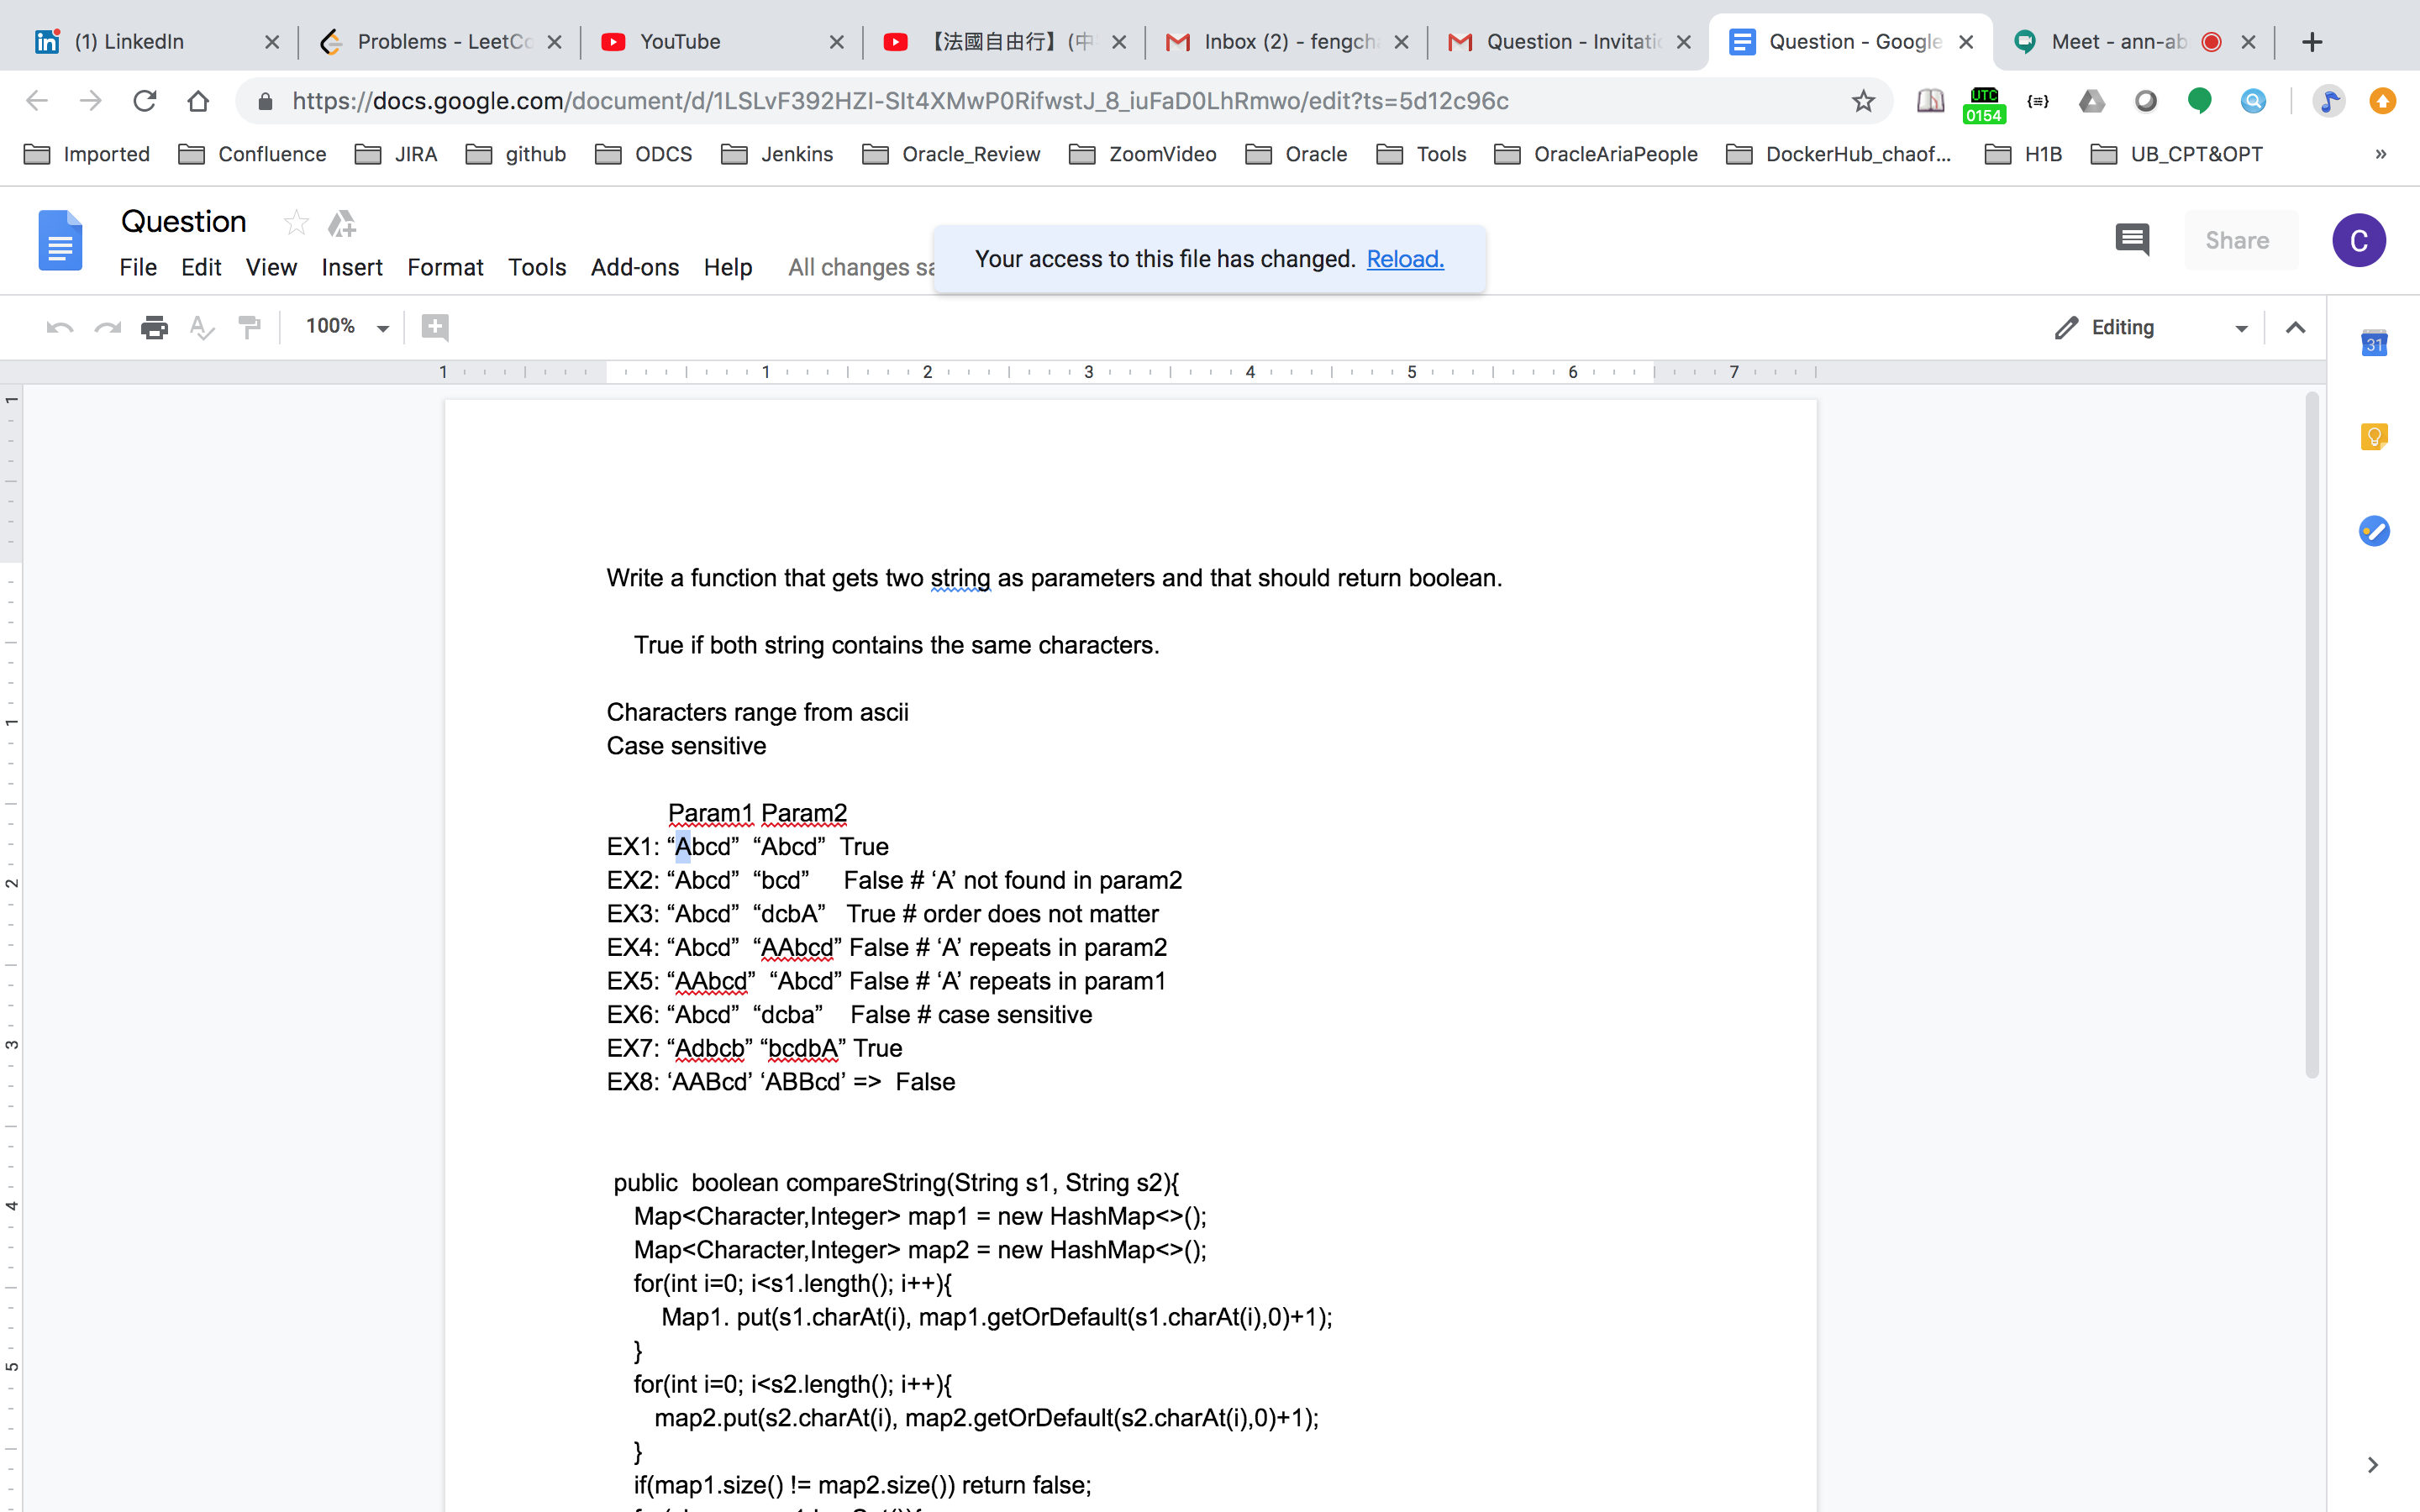 (1) LinkedIn
Problems - LeetCo
YouTube
【法國自由行】(中
Inbox (2) - fengch
Question - Invitati
Question - Google
Meet - ann-ab
https://docs.google.com/document/d/1LSLvF392HZI-SIt4XMwP0RifwstJ_8_iuFaD0LhRmwo/edit?ts=5d12c96c
UTC
0154
Imported
Confluence
JIRA
github
ODCS
Jenkins
Oracle_Review
ZoomVideo
Oracle
Tools
OracleAriaPeople
DockerHub_chaof...
H1B
UB_CPT&OPT
»
Question
File Edit View Insert Format Tools Add-ons Help All changes sa
Your access to this file has changed. Reload.
Share
C
100%
Editing
31
1 1 2 3 4 5 6 7
1
1
2
3
4
5
Write a function that gets two string as parameters and that should return boolean.
True if both string contains the same characters.
Characters range from ascii
Case sensitive
Param1 Param2
EX1: “Abcd” “Abcd” True
EX2: “Abcd” “bcd” False # ‘A’ not found in param2
EX3: “Abcd” “dcbA” True # order does not matter
EX4: “Abcd” “AAbcd” False # ‘A’ repeats in param2
EX5: “AAbcd” “Abcd” False # ‘A’ repeats in param1
EX6: “Abcd” “dcba” False # case sensitive
EX7: “Adbcb” “bcdbA” True
EX8: ‘AABcd’ ‘ABBcd’ => False
public boolean compareString(String s1, String s2){
Map<Character,Integer> map1 = new HashMap<>();
Map<Character,Integer> map2 = new HashMap<>();
for(int i=0; i<s1.length(); i++){
Map1. put(s1.charAt(i), map1.getOrDefault(s1.charAt(i),0)+1);
}
for(int i=0; i<s2.length(); i++){
map2.put(s2.charAt(i), map2.getOrDefault(s2.charAt(i),0)+1);
}
if(map1.size() != map2.size()) return false;